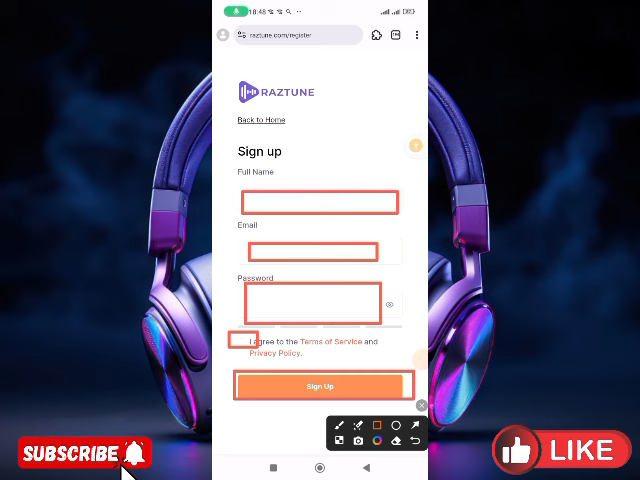 18:48
raztune.com/register
RAZTUNE
Back to Home
Sign up
Full Name
Email
Password
I agree to the Terms of Service and
Privacy Policy.
Sign Up
SUBSCRIBE
LIKE